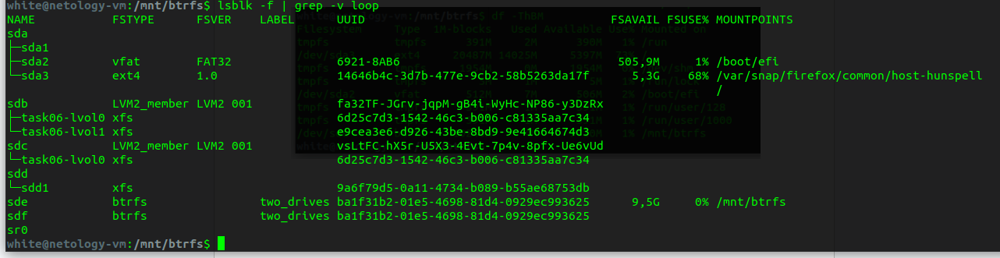 white@netology-vm:/mnt/btrfs$ lsblk -f | grep -v loop
NAME FSTYPE FSVER LABEL UUID FSAVAIL FSUSE% MOUNTPOINTS
sda
├─sda1
├─sda2 vfat FAT32 6921-8AB6 505,9M 1% /boot/efi
└─sda3 ext4 1.0 14646b4c-3d7b-477e-9cb2-58b5263da17f 5,3G 68% /var/snap/firefox/common/host-hunspell
/
sdb LVM2_member LVM2 001 fa32TF-JGrv-jqpM-gB4i-WyHc-NP86-y3DzRx
├─task06-lvol0 xfs 6d25c7d3-1542-46c3-b006-c81335aa7c34
└─task06-lvol1 xfs e9cea3e6-d926-43be-8bd9-9e41664674d3
sdc LVM2_member LVM2 001 vsLtFC-hX5r-U5X3-4Evt-7p4v-8pfx-Ue6vUd
└─task06-lvol0 xfs 6d25c7d3-1542-46c3-b006-c81335aa7c34
sdd
└─sdd1 xfs 9a6f79d5-0a11-4734-b089-b55ae68753db
sde btrfs two_drives ba1f31b2-01e5-4698-81d4-0929ec993625 9,5G 0% /mnt/btrfs
sdf btrfs two_drives ba1f31b2-01e5-4698-81d4-0929ec993625
sr0
white@netology-vm:/mnt/btrfs$